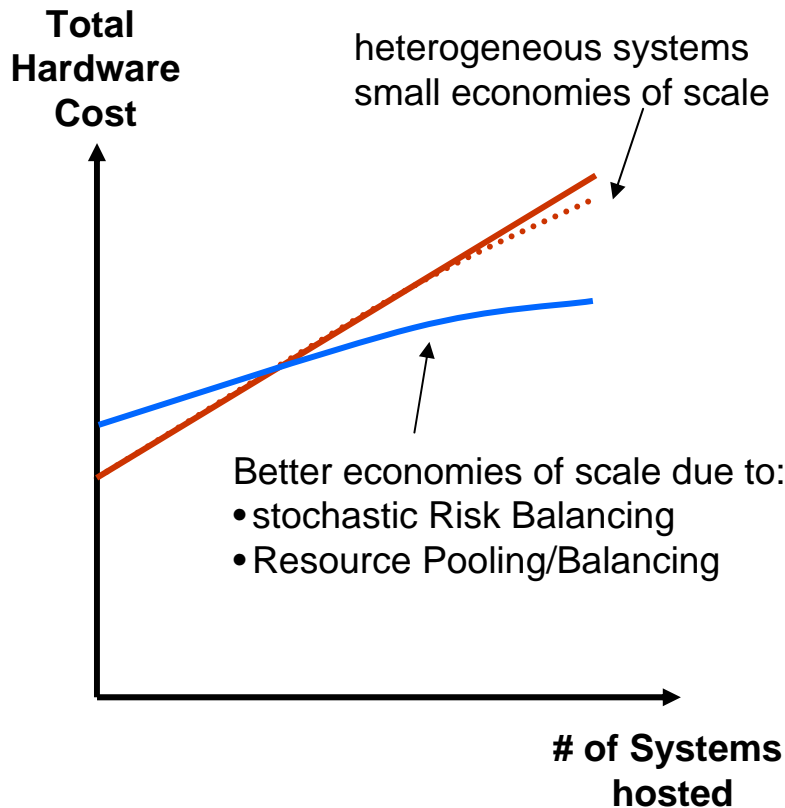 Total
Hardware
Cost
heterogeneous systems
small economies of scale
Better economies of scale due to:
•stochastic Risk Balancing
•Resource Pooling/Balancing
# of Systems
hosted